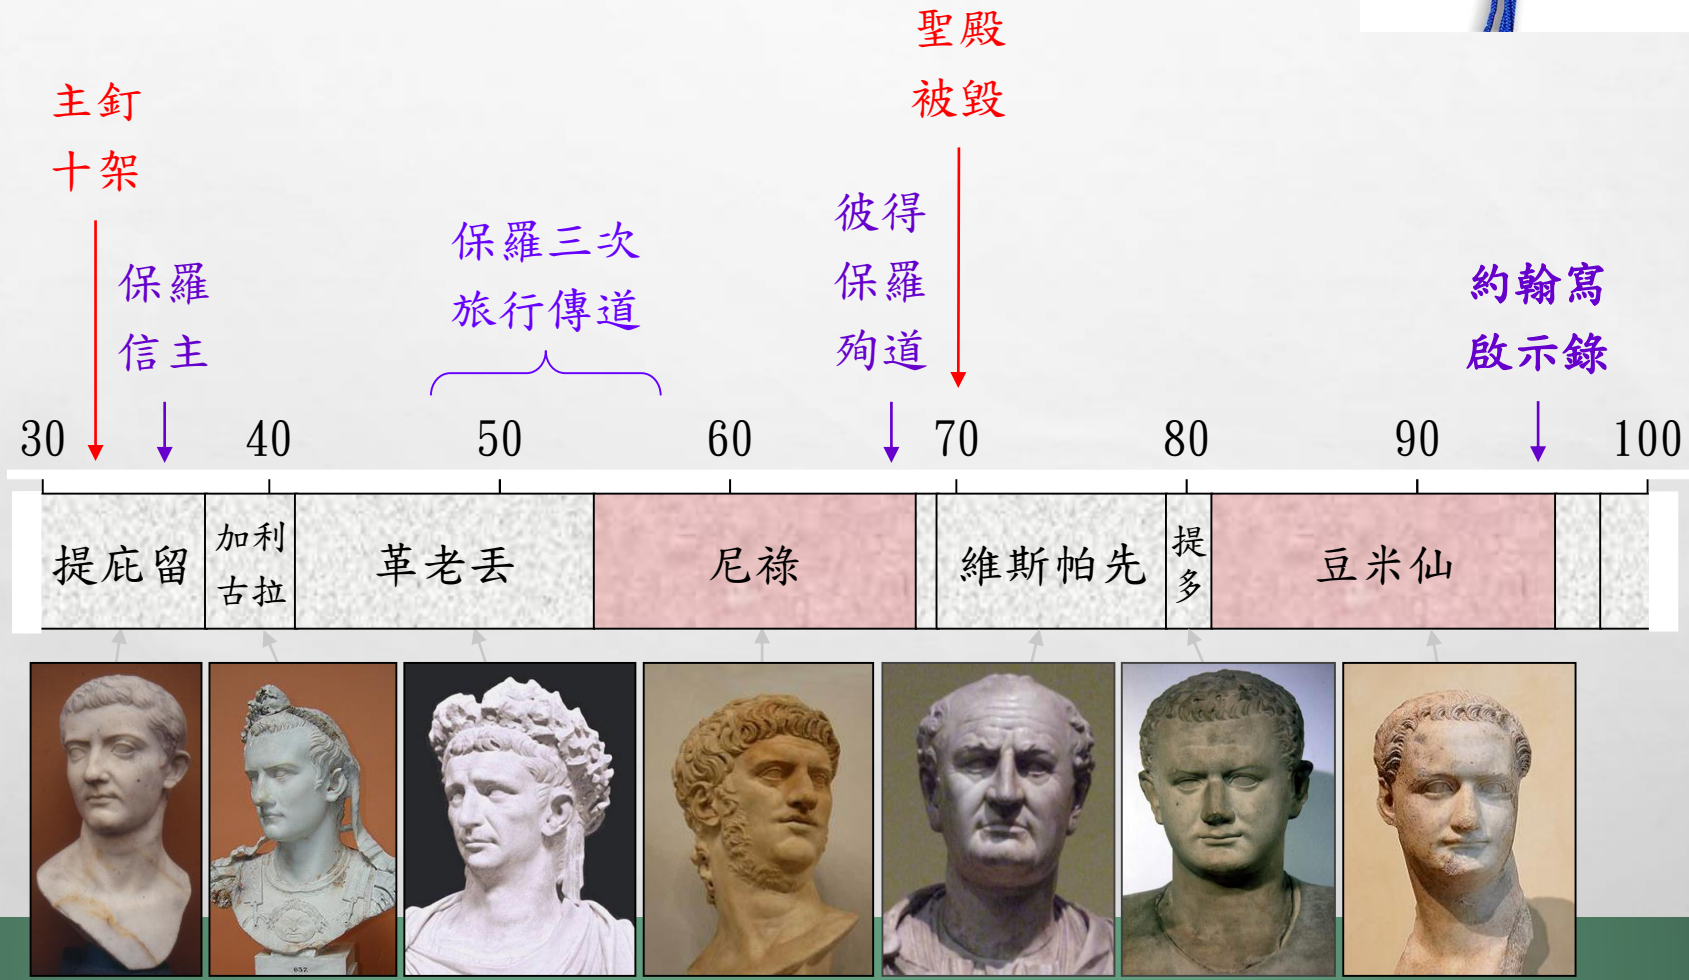 聖殿
被毀
主釘
十架
彼得
保羅
殉道
保羅三次
旅行傳道
保羅
信主
約翰寫
啟示錄
30 40 50 60 70 80 90 100
提庇留
加利
古拉
革老丟
尼祿
維斯帕先
提
多
豆米仙
632